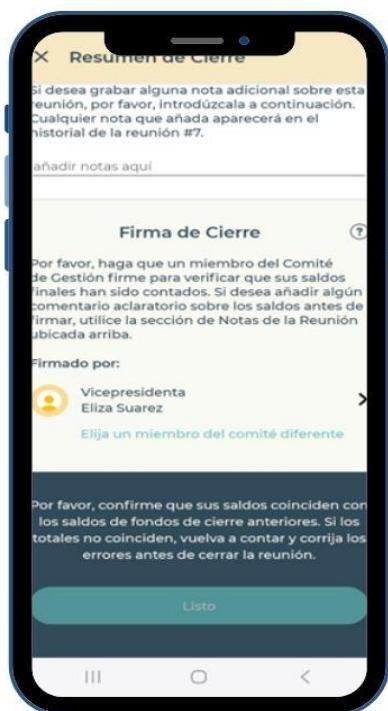 Resumen de Cierre
Si desea grabar alguna nota adicional sobre esta
reunión, por favor, introdúzcala a continuación.
Cualquier nota que añada aparecerá en el
historial de la reunión #7.
añadir notas aquí
Firma de Cierre
?
Por favor, haga que un miembro del Comité
de Gestión firme para verificar que sus saldos
finales han sido contados. Si desea añadir algún
comentario aclaratorio sobre los saldos antes de
firmar, utilice la sección de Notas de la Reunión
ubicada arriba.
Firmado por:
Vicepresidenta
Eliza Suarez
Elija un miembro del comité diferente
Por favor, confirme que sus saldos coinciden con
los saldos de fondos de cierre anteriores. Si los
totales no coinciden, vuelva a contar y corrija los
errores antes de cerrar la reunión.
Listo